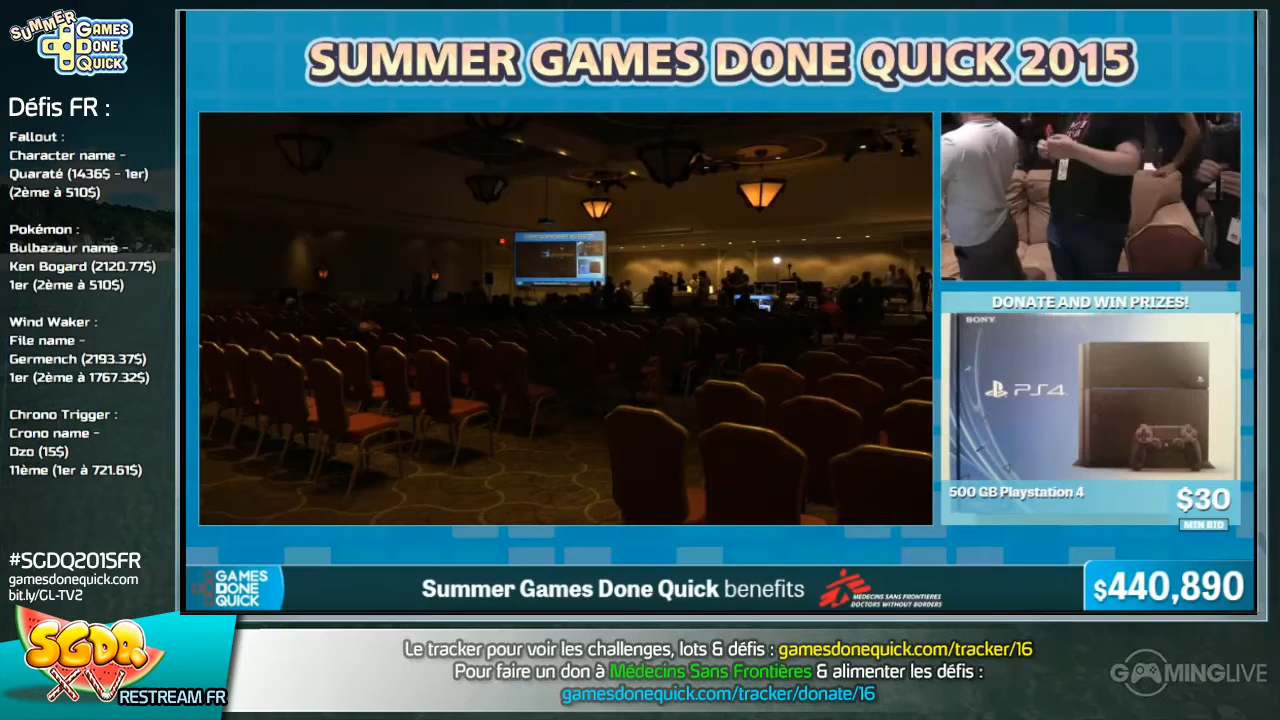 SUMMER
GAMES
DONE
QUICK
Défis FR :
Fallout :
Character name -
Quaraté (1436$ - 1er)
(2ème à 510$)
Pokémon :
Bulbazaur name -
Ken Bogard (2120.77$)
1er (2ème à 510$)
Wind Waker :
File name -
Germench (2193.37$)
1er (2ème à 1767.32$)
Chrono Trigger :
Crono name -
Dzo (15$)
11ème (1er à 721.61$)
#SGDQ2015FR
gamesdonequick.com
bit.ly/GL-TV2
SGDQ
XV
RESTREAM FR
SUMMER GAMES DONE QUICK 2015
DONATE AND WIN PRIZES!
SONY
PS4
500 GB Playstation 4
$30
MIN BID
GAMES
DONE
QUICK
Summer Games Done Quick benefits
MEDECINS SANS FRONTIERES
DOCTORS WITHOUT BORDERS
$440,890
Le tracker pour voir les challenges, lots & défis : gamesdonequick.com/tracker/16
Pour faire un don à Médecins Sans Frontières & alimenter les défis :
gamesdonequick.com/tracker/donate/16
GAMINGLIVE